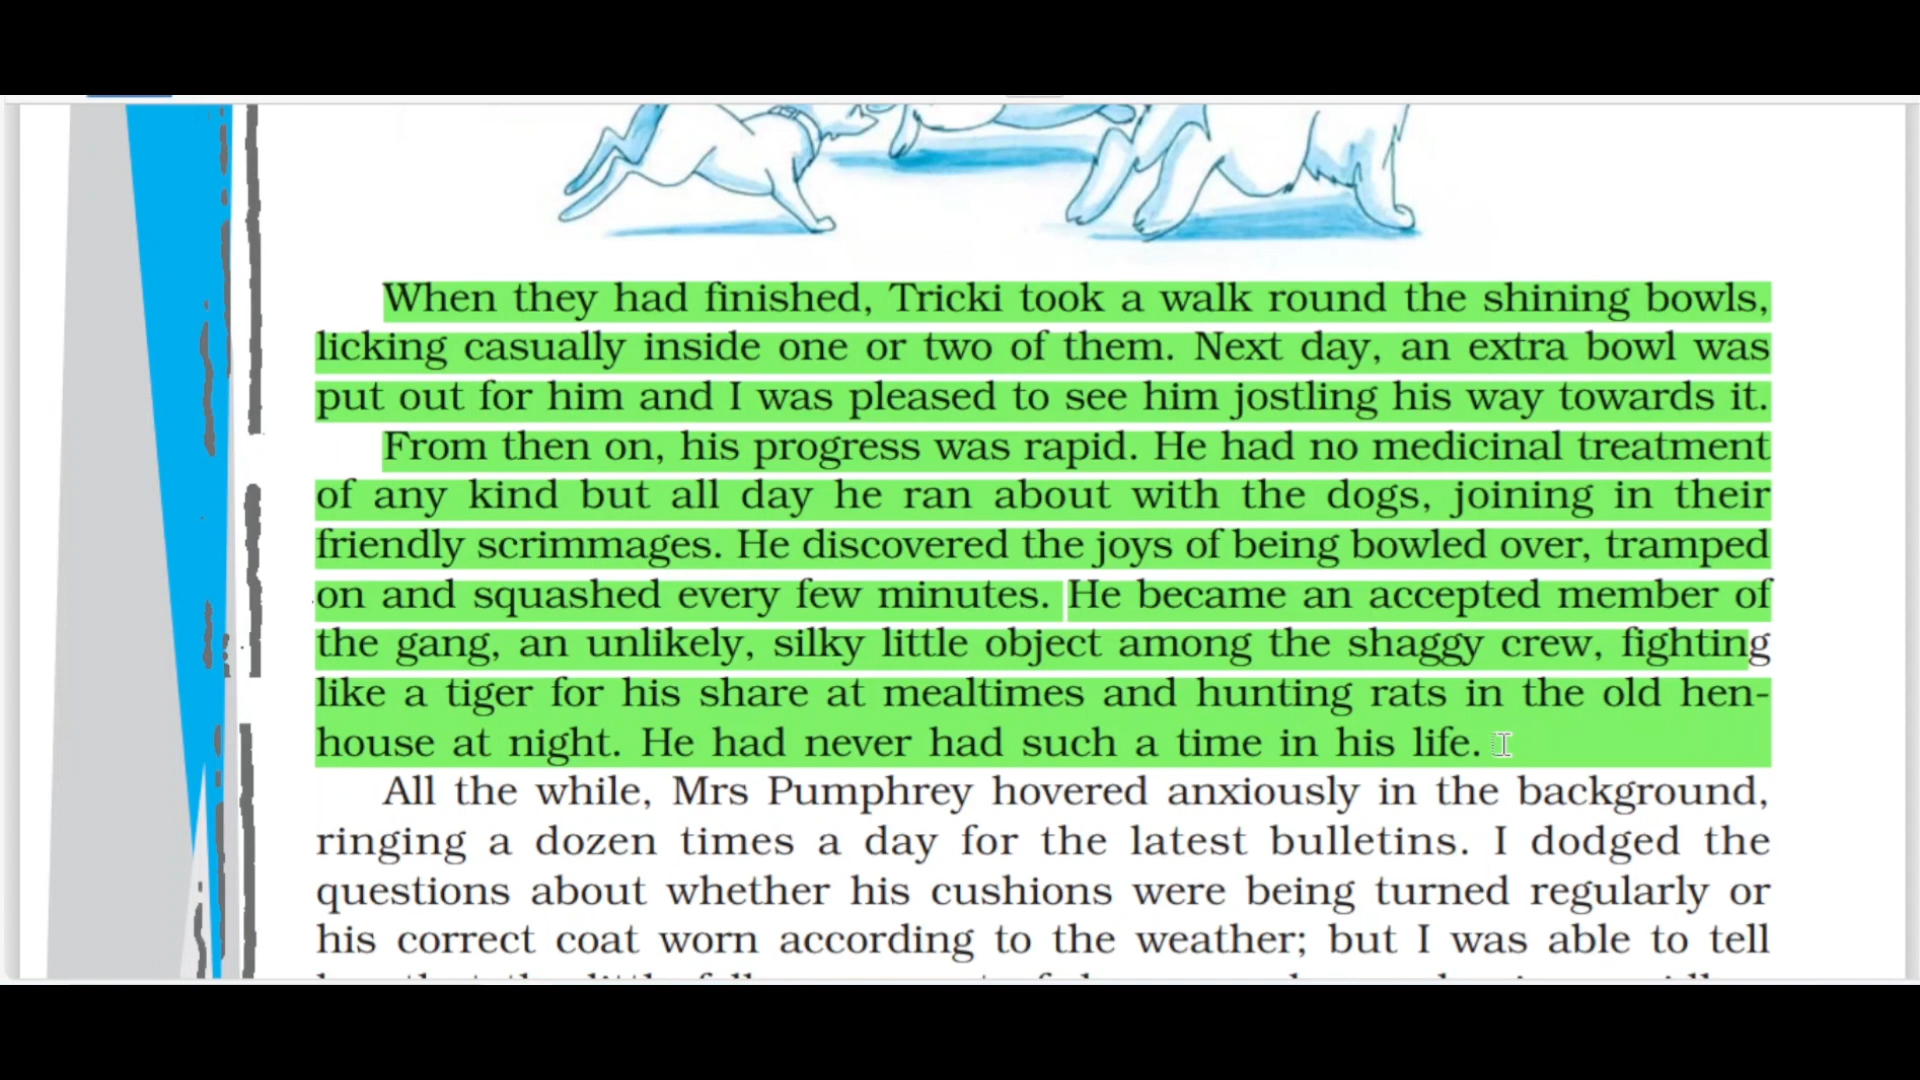 When they had finished, Tricki took a walk round the shining bowls,
licking casually inside one or two of them. Next day, an extra bowl was
put out for him and I was pleased to see him jostling his way towards it.
From then on, his progress was rapid. He had no medicinal treatment
of any kind but all day he ran about with the dogs, joining in their
friendly scrimmages. He discovered the joys of being bowled over, tramped
on and squashed every few minutes. He became an accepted member of
the gang, an unlikely, silky little object among the shaggy crew, fighting
like a tiger for his share at mealtimes and hunting rats in the old hen-
house at night. He had never had such a time in his life.
All the while, Mrs Pumphrey hovered anxiously in the background,
ringing a dozen times a day for the latest bulletins. I dodged the
questions about whether his cushions were being turned regularly or
his correct coat worn according to the weather; but I was able to tell